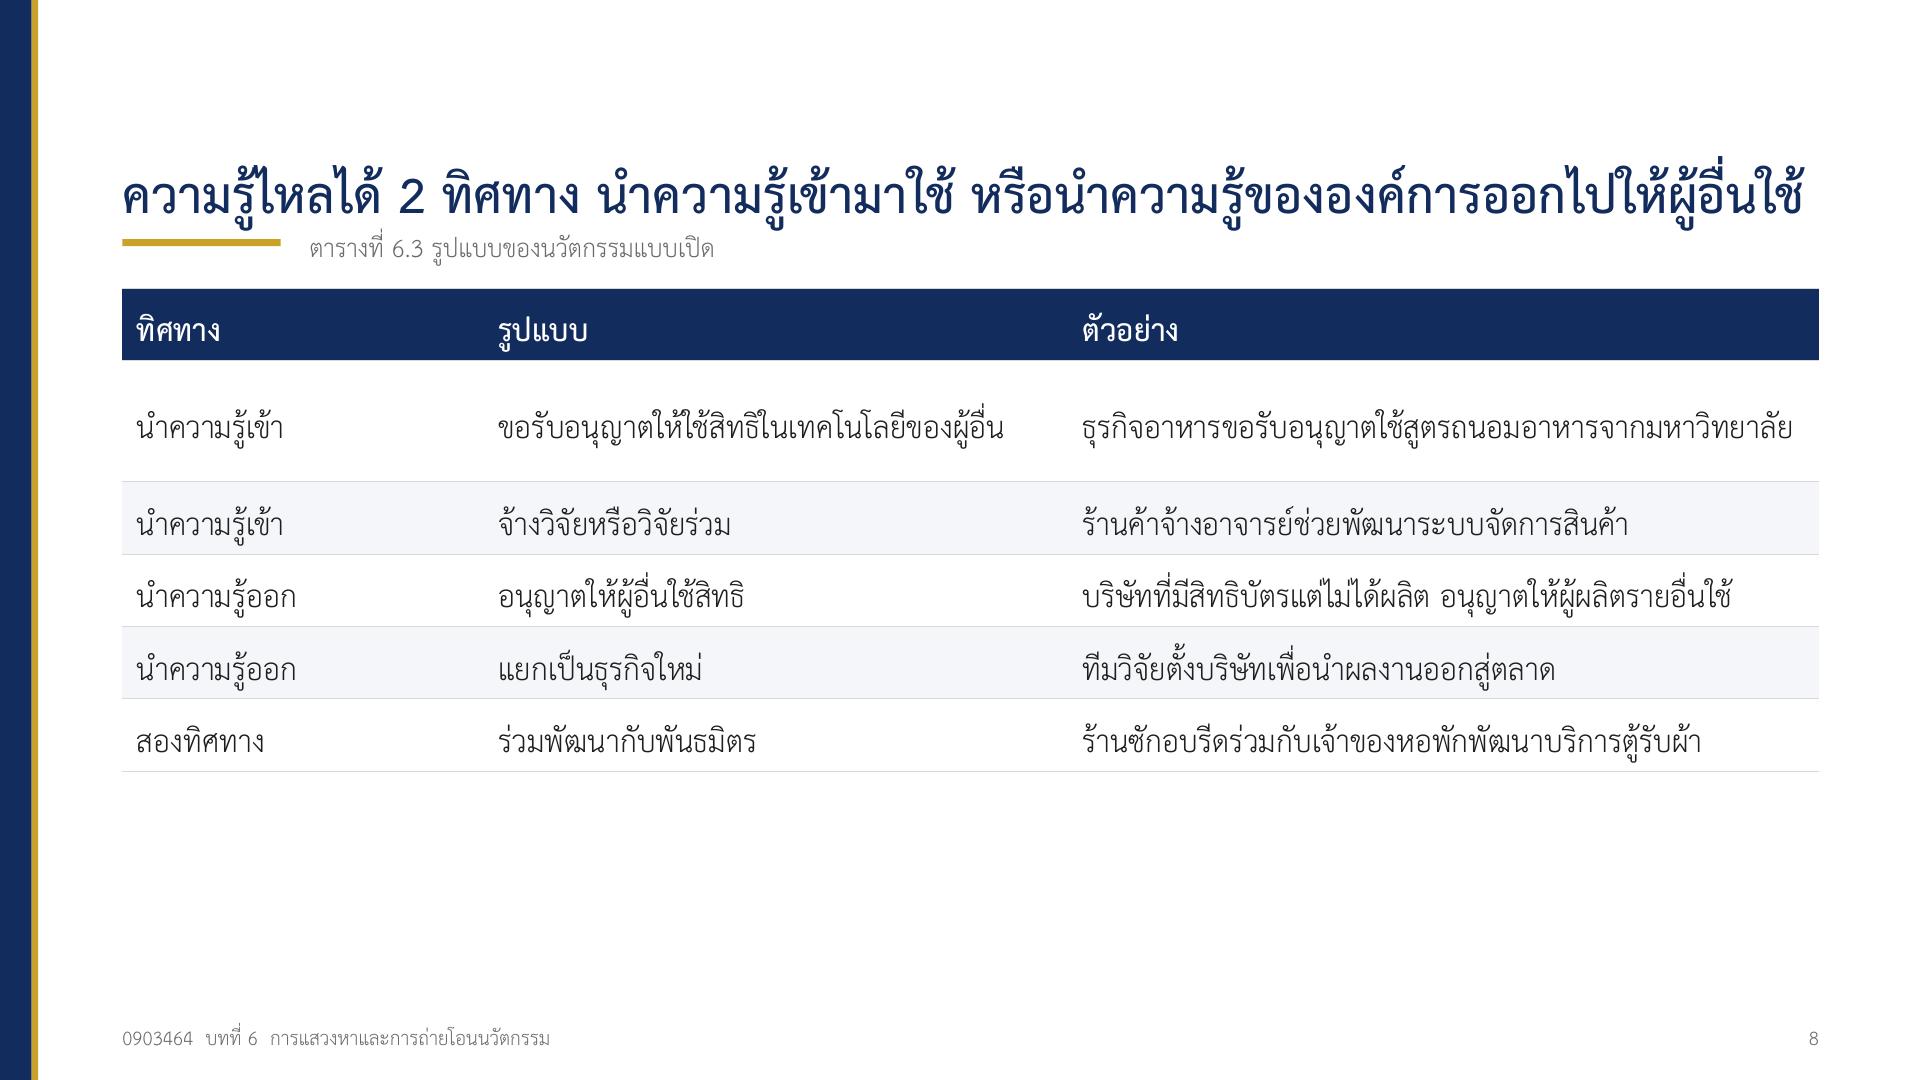 ความรู้ไหลได้ 2 ทิศทาง นำความรู้เข้ามาใช้ หรือนำความรู้ขององค์การออกไปให้ผู้อื่นใช้
ตารางที่ 6.3 รูปแบบของนวัตกรรมแบบเปิด
ทิศทาง รูปแบบ ตัวอย่าง
นำความรู้เข้า ขอรับอนุญาตให้ใช้สิทธิในเทคโนโลยีของผู้อื่น ธุรกิจอาหารขอรับอนุญาตใช้สูตรถนอมอาหารจากมหาวิทยาลัย
นำความรู้เข้า จ้างวิจัยหรือวิจัยร่วม ร้านค้าจ้างอาจารย์ช่วยพัฒนาระบบจัดการสินค้า
นำความรู้ออก อนุญาตให้ผู้อื่นใช้สิทธิ บริษัทที่มีสิทธิบัตรแต่ไม่ได้ผลิต อนุญาตให้ผู้ผลิตรายอื่นใช้
นำความรู้ออก แยกเป็นธุรกิจใหม่ ทีมวิจัยตั้งบริษัทเพื่อนำผลงานออกสู่ตลาด
สองทิศทาง ร่วมพัฒนากับพันธมิตร ร้านซักอบรีดร่วมกับเจ้าของหอพักพัฒนาบริการตู้รับผ้า
0903464 บทที่ 6 การแสวงหาและการถ่ายโอนนวัตกรรม 8